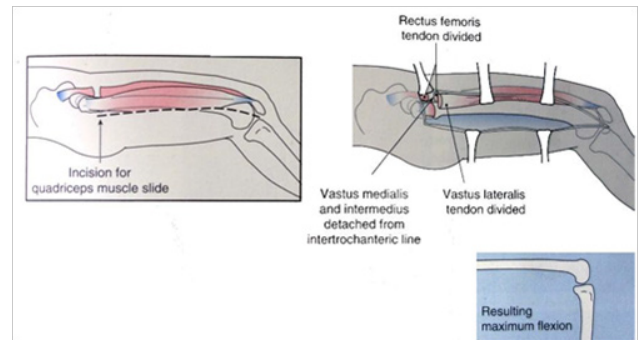 Rectus femoris
tendon divided
Incision for
quadriceps muscle slide
Vastus medialis
and intermedius
detached from
intertrochanteric line
Vastus lateralis
tendon divided
Resulting
maximum flexion